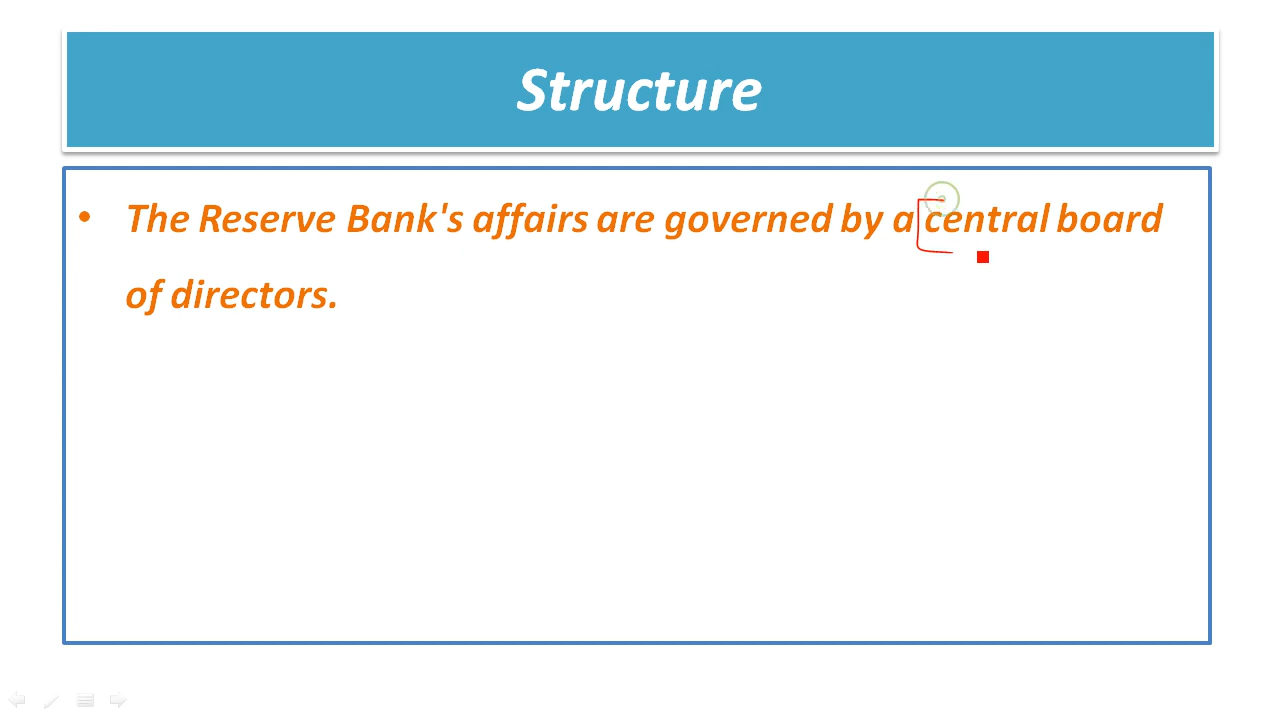 Structure
• The Reserve Bank's affairs are governed by a central board
of directors.